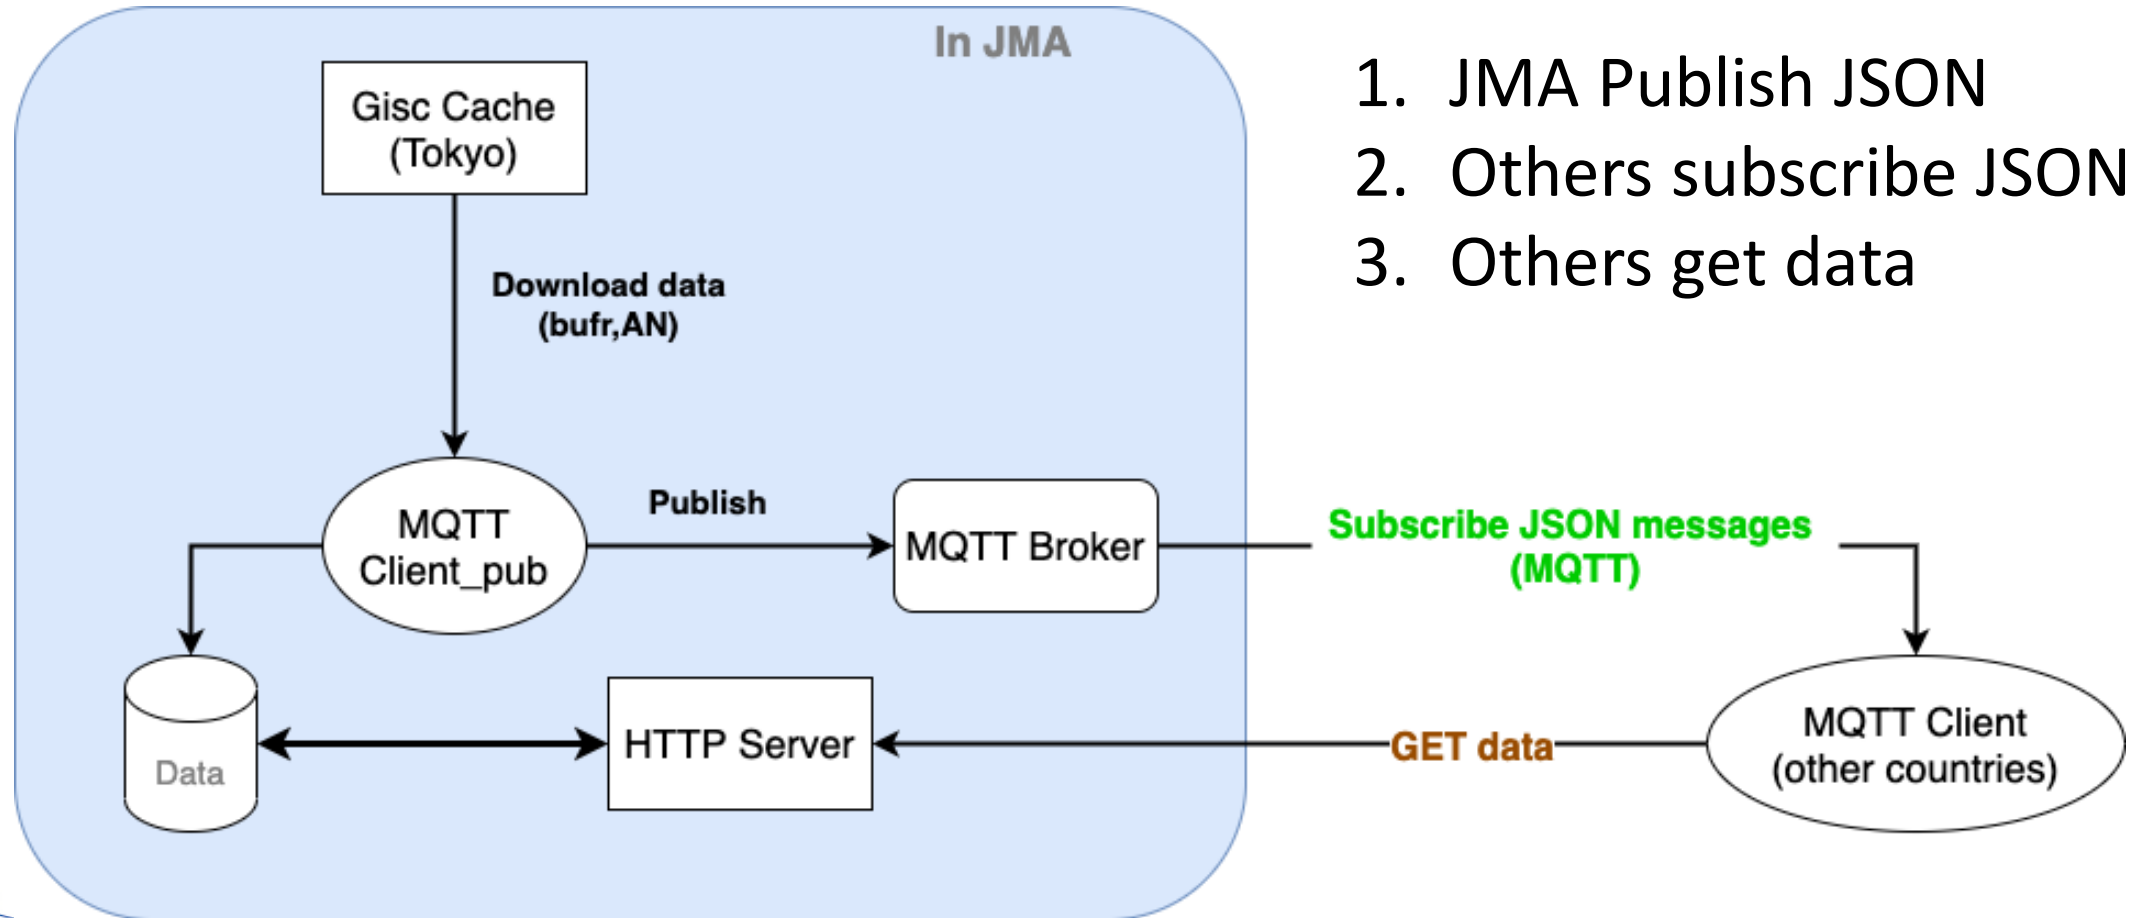 In JMA
Gisc Cache
(Tokyo)
Download data
(bufr,AN)
MQTT
Client_pub
Publish
MQTT Broker
Data
HTTP Server
1. JMA Publish JSON
2. Others subscribe JSON
3. Others get data
Subscribe JSON messages
(MQTT)
GET data
MQTT Client
(other countries)